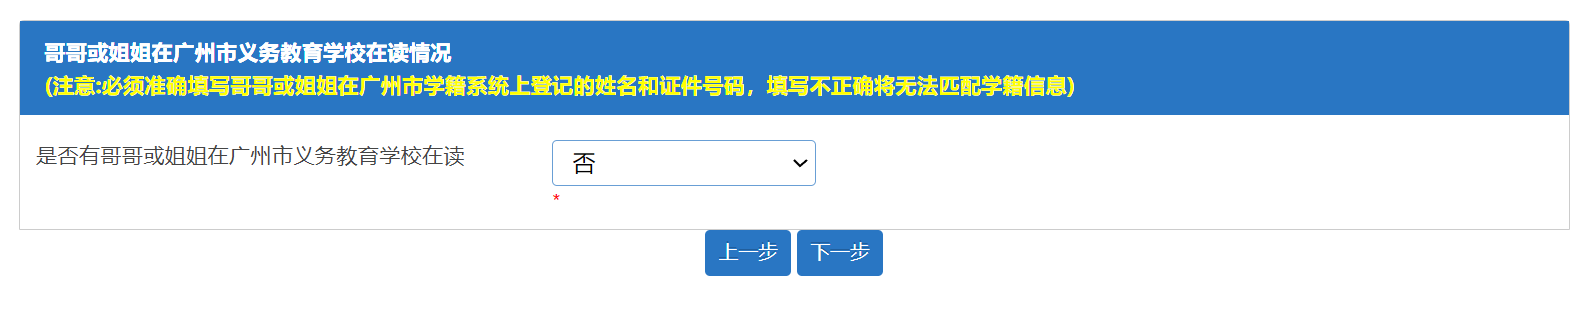 哥哥或姐姐在广州市义务教育学校在读情况
(注意:必须准确填写哥哥或姐姐在广州市学籍系统上登记的姓名和证件号码，填写不正确将无法匹配学籍信息)
是否有哥哥或姐姐在广州市义务教育学校在读
否
*
上一步
下一步